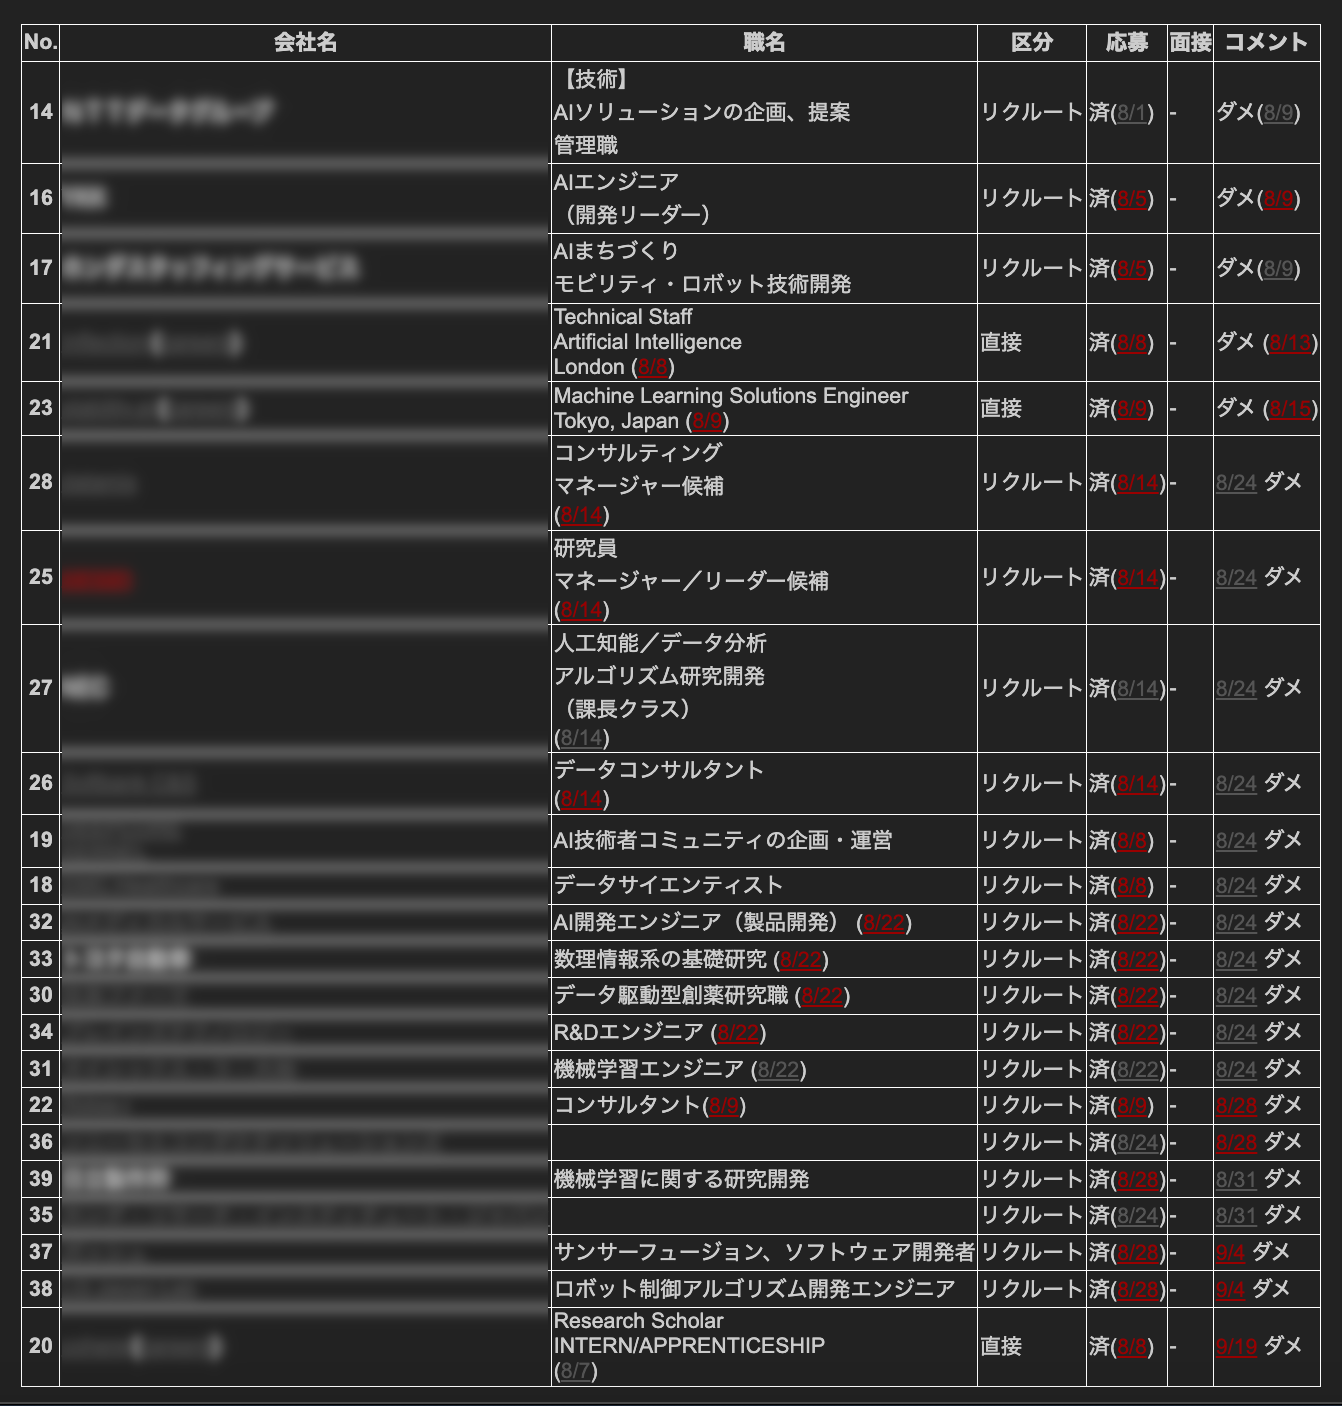 No. 会社名 職名 区分 応募 面接 コメント
【技術】
14 AIソリューションの企画、提案 リクルート 済(8/1) - ダメ(8/9)
管理職
AIエンジニア
16 リクルート 済(8/5) - ダメ(8/9)
（開発リーダー）
AIまちづくり
17 リクルート 済(8/5) - ダメ(8/9)
モビリティ・ロボット技術開発
Technical Staff
21 Artificial Intelligence 直接 済(8/8) - ダメ (8/13)
London (8/8)
Machine Learning Solutions Engineer
23 直接 済(8/9) - ダメ (8/15)
Tokyo, Japan (8/9)
コンサルティング
28 マネージャー候補 リクルート 済(8/14) - 8/24 ダメ
(8/14)
研究員
25 マネージャー／リーダー候補 リクルート 済(8/14) - 8/24 ダメ
(8/14)
人工知能／データ分析
アルゴリズム研究開発
27 リクルート 済(8/14) - 8/24 ダメ
（課長クラス）
(8/14)
データコンサルタント
26 リクルート 済(8/14) - 8/24 ダメ
(8/14)
19 AI技術者コミュニティの企画・運営 リクルート 済(8/8) - 8/24 ダメ
18 データサイエンティスト リクルート 済(8/8) - 8/24 ダメ
32 AI開発エンジニア（製品開発） (8/22) リクルート 済(8/22) - 8/24 ダメ
33 数理情報系の基礎研究 (8/22) リクルート 済(8/22) - 8/24 ダメ
30 データ駆動型創薬研究職 (8/22) リクルート 済(8/22) - 8/24 ダメ
34 R&Dエンジニア (8/22) リクルート 済(8/22) - 8/24 ダメ
31 機械学習エンジニア (8/22) リクルート 済(8/22) - 8/24 ダメ
22 コンサルタント(8/9) リクルート 済(8/9) - 8/28 ダメ
36 リクルート 済(8/24) - 8/28 ダメ
39 機械学習に関する研究開発 リクルート 済(8/28) - 8/31 ダメ
35 リクルート 済(8/24) - 8/31 ダメ
37 サンサーフュージョン、ソフトウェア開発者 リクルート 済(8/28) - 9/4 ダメ
38 ロボット制御アルゴリズム開発エンジニア リクルート 済(8/28) - 9/4 ダメ
Research Scholar
20 INTERN/APPRENTICESHIP 直接 済(8/8) - 9/19 ダメ
(8/7)